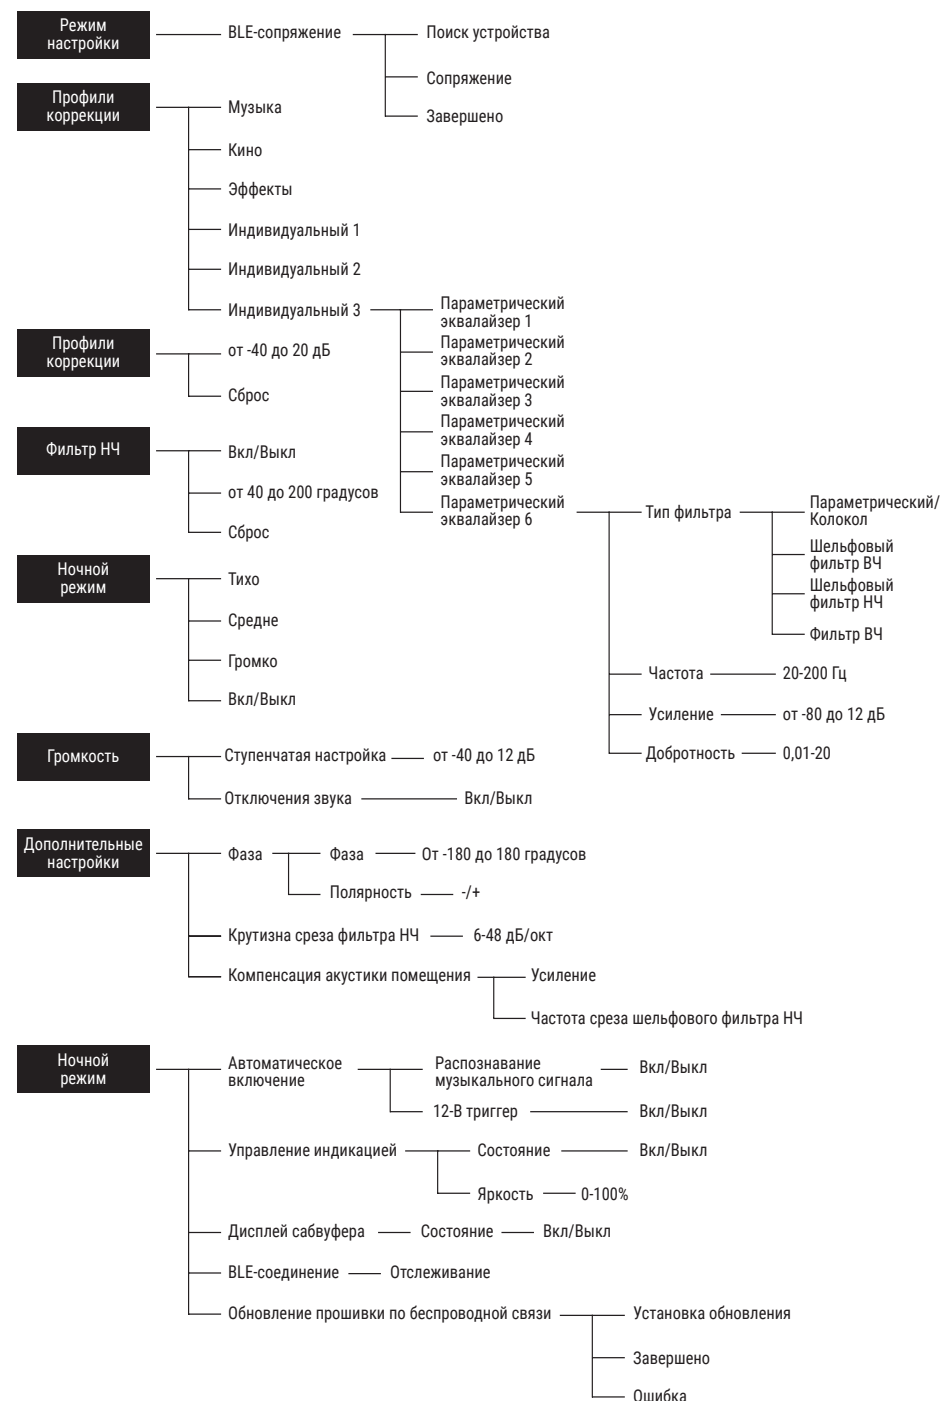 Режим
настройки
BLE-сопряжение
Поиск устройства
Сопряжение
Завершено
Профили
коррекции
Музыка
Кино
Эффекты
Индивидуальный 1
Индивидуальный 2
Индивидуальный 3
Параметрический
эквалайзер 1
Параметрический
эквалайзер 2
Параметрический
эквалайзер 3
Параметрический
эквалайзер 4
Параметрический
эквалайзер 5
Параметрический
эквалайзер 6
Тип фильтра
Параметрический/
Колокол
Шельфовый
фильтр ВЧ
Шельфовый
фильтр НЧ
Фильтр ВЧ
Частота
20-200 Гц
Усиление
от -80 до 12 дБ
Добротность
0,01-20
Профили
коррекции
от -40 до 20 дБ
Сброс
Фильтр НЧ
Вкл/Выкл
от 40 до 200 градусов
Сброс
Ночной
режим
Тихо
Средне
Громко
Вкл/Выкл
Громкость
Ступенчатая настройка
от -40 до 12 дБ
Отключения звука
Вкл/Выкл
Дополнительные
настройки
Фаза
Фаза
От -180 до 180 градусов
Полярность
-/+
Крутизна среза фильтра НЧ
6-48 дБ/окт
Компенсация акустики помещения
Усиление
Частота среза шельфового фильтра НЧ
Ночной
режим
Автоматическое
включение
Распознавание
музыкального сигнала
Вкл/Выкл
12-В триггер
Вкл/Выкл
Управление индикацией
Состояние
Вкл/Выкл
Яркость
0-100%
Дисплей сабвуфера
Состояние
Вкл/Выкл
BLE-соединение
Отслеживание
Обновление прошивки по беспроводной связи
Установка обновления
Завершено
Ошибка